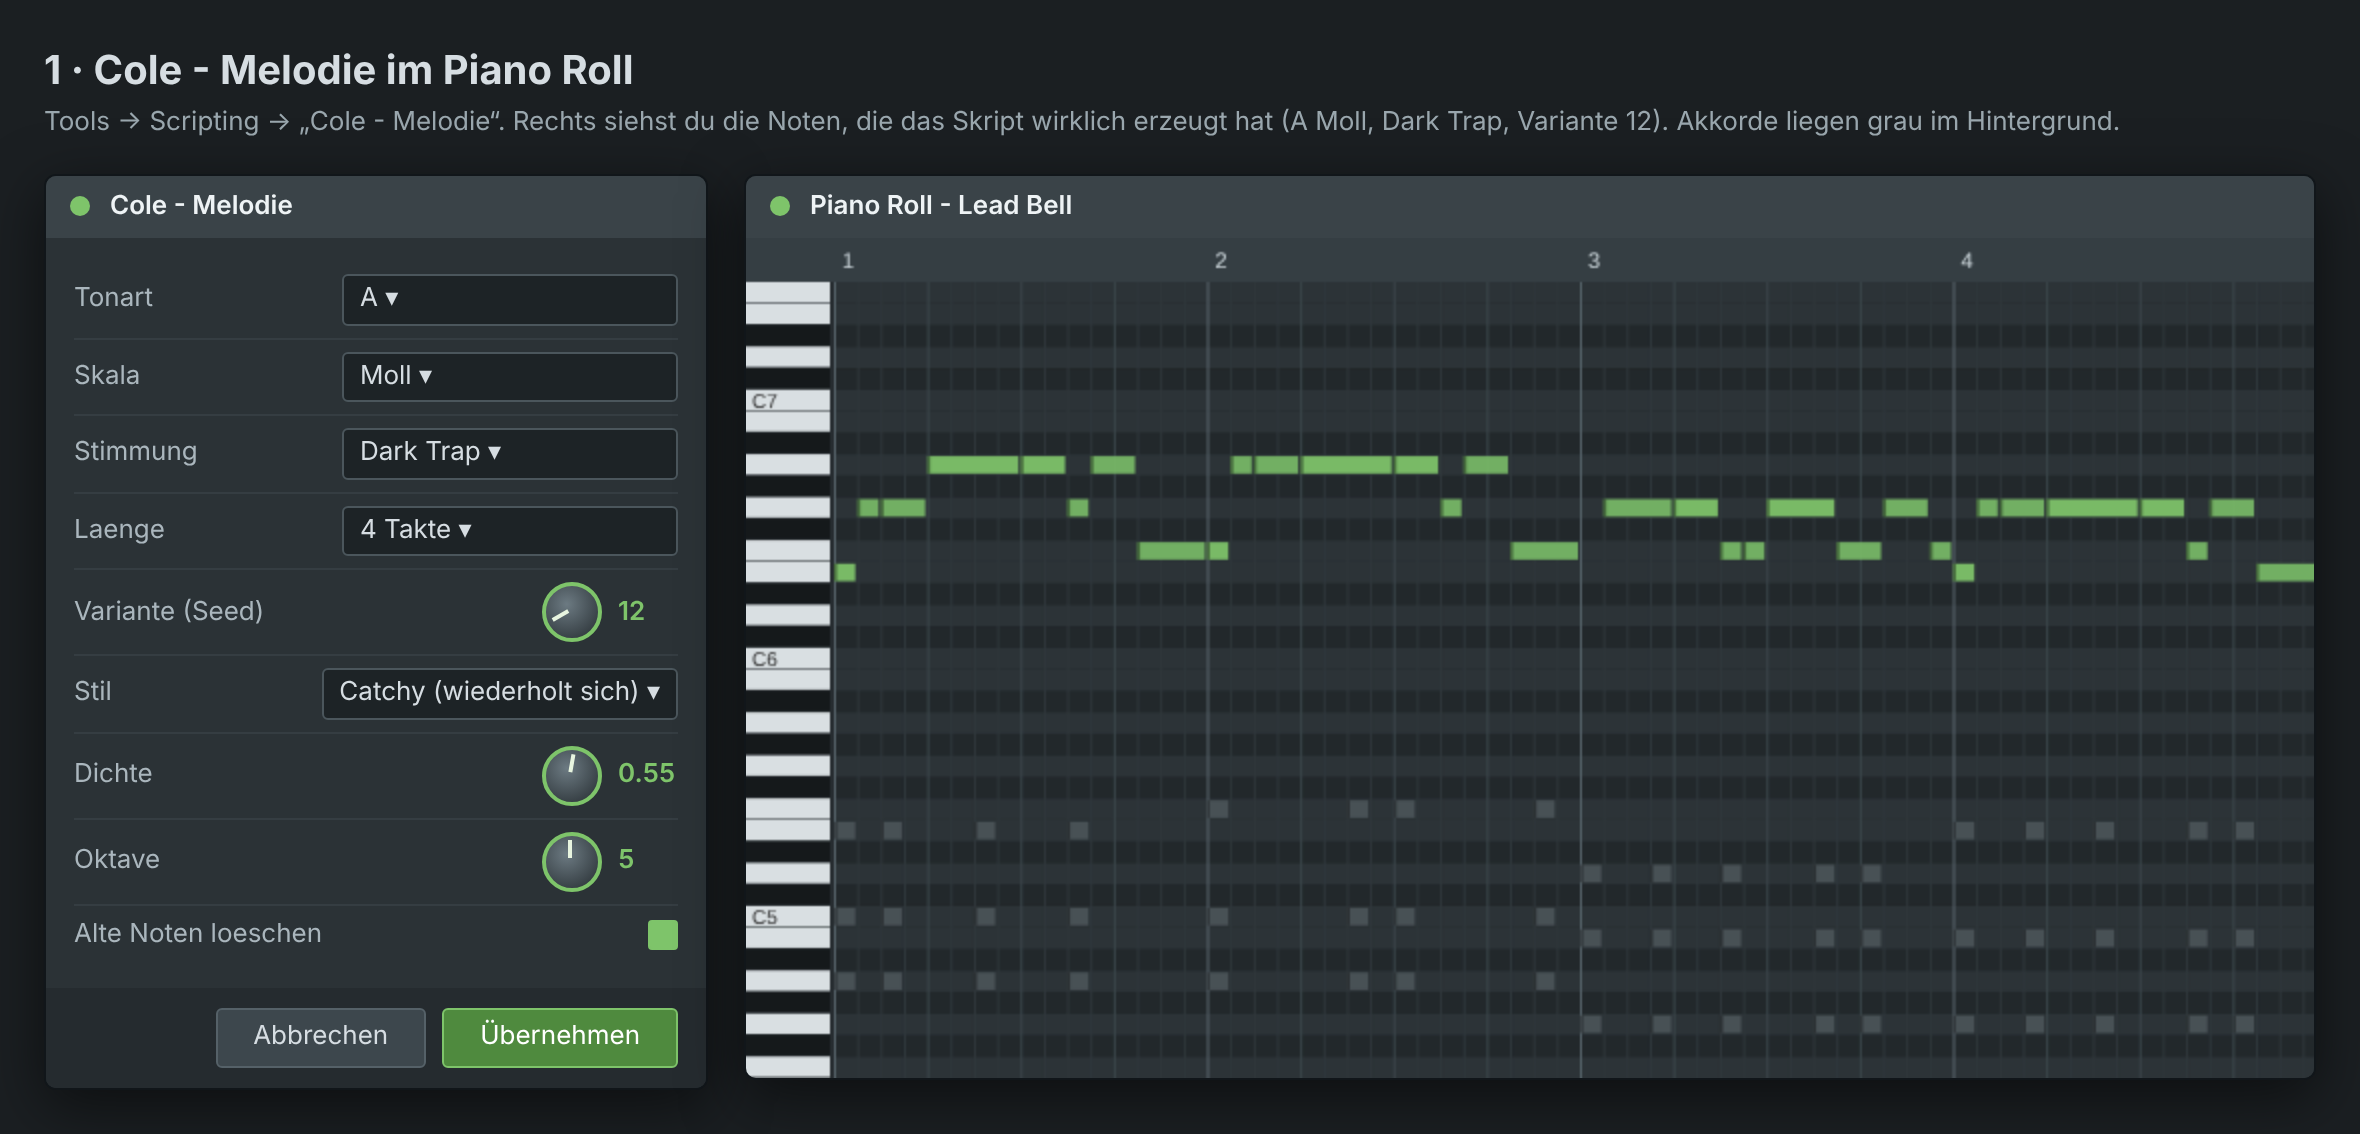 1 · Cole - Melodie im Piano Roll
Tools → Scripting → „Cole - Melodie“. Rechts siehst du die Noten, die das Skript wirklich erzeugt hat (A Moll, Dark Trap, Variante 12). Akkorde liegen grau im Hintergrund.
Cole - Melodie
Tonart A ▾
Skala Moll ▾
Stimmung Dark Trap ▾
Laenge 4 Takte ▾
Variante (Seed) 12
Stil Catchy (wiederholt sich) ▾
Dichte 0.55
Oktave 5
Alte Noten loeschen
Abbrechen Übernehmen
Piano Roll - Lead Bell
1 2 3 4
C7
C6
C5